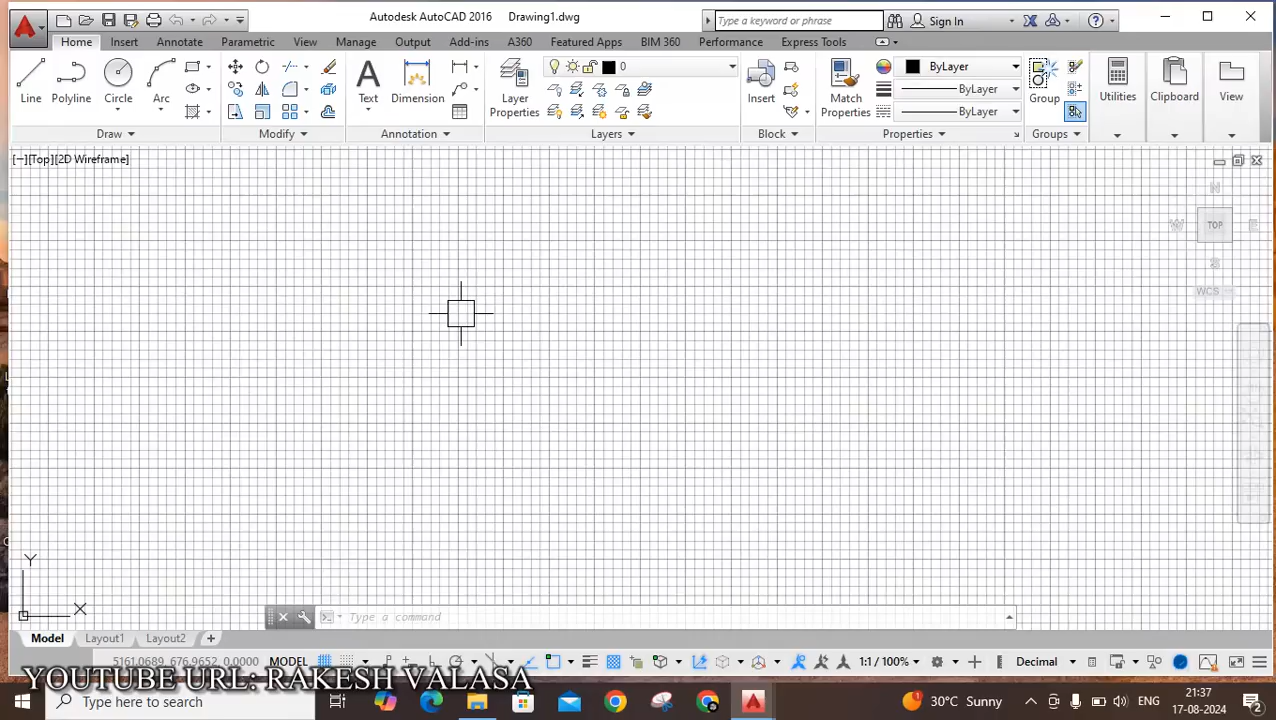 Autodesk AutoCAD 2016 Drawing1.dwg
Type a keyword or phrase
Sign In
Home Insert Annotate Parametric View Manage Output Add-ins A360 Featured Apps BIM 360 Performance Express Tools
0
ByLayer
ByLayer
ByLayer
Line Polyline Circle Arc
Text Dimension
Layer Properties
Insert
Match Properties
Group
Utilities
Clipboard
View
Draw Modify Annotation Layers Block Properties Groups
[−][Top][2D Wireframe]
N
W TOP E
S
WCS
Y
X
Type a command
Model Layout1 Layout2 +
5161.0689, 676.9652, 0.0000 MODEL
1:1 / 100%
Decimal
YOUTUBE URL: RAKESH VALASA
Type here to search
30°C Sunny
ENG
21:37
17-08-2024
2